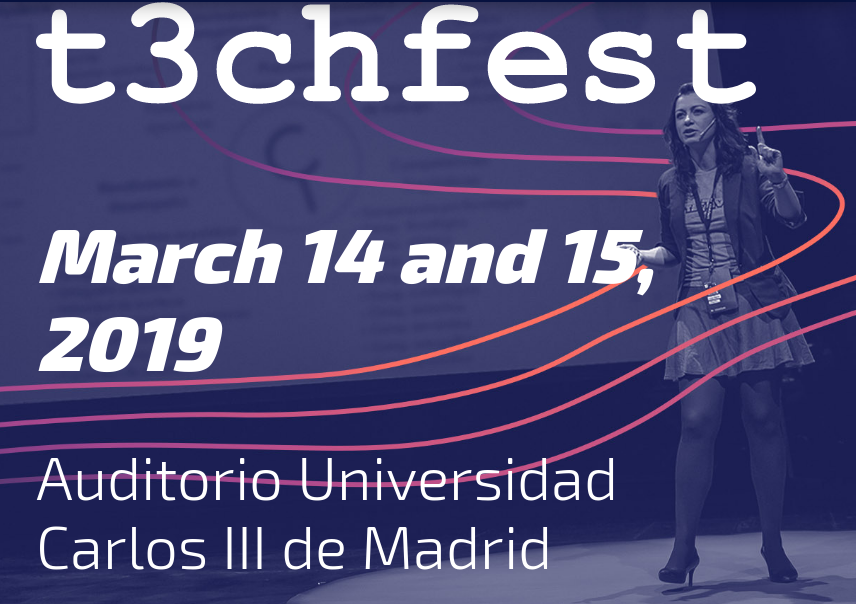 t3chfest
March 14 and 15,
2019
Auditorio Universidad
Carlos III de Madrid